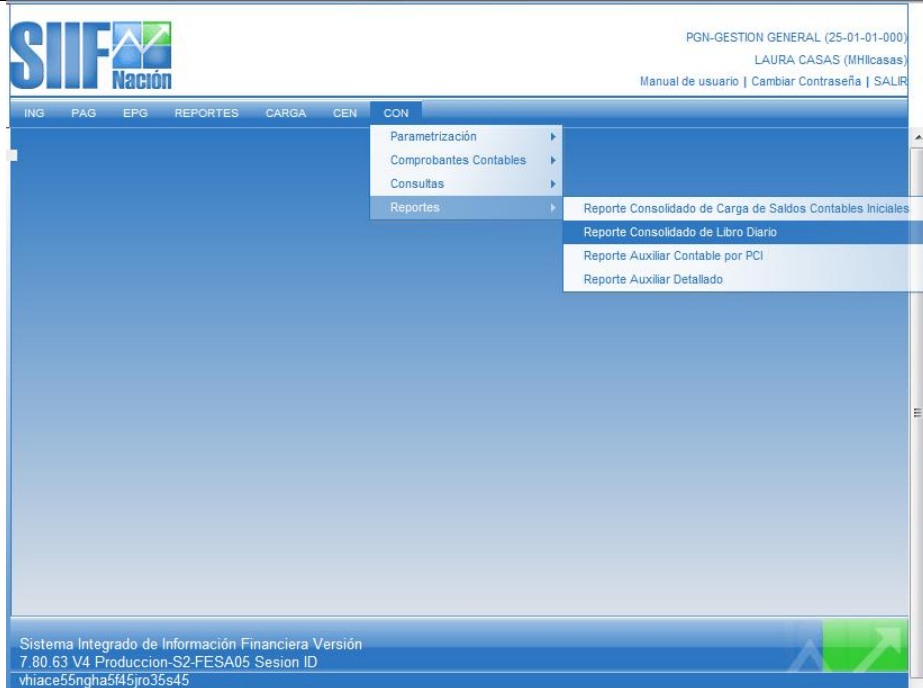 SIIF
Nación
PGN-GESTION GENERAL (25-01-01-000)
LAURA CASAS (MHllcasas)
Manual de usuario | Cambiar Contraseña | SALIR
ING PAG EPG REPORTES CARGA CEN CON
Parametrización
Comprobantes Contables
Consultas
Reportes
Reporte Consolidado de Carga de Saldos Contables Iniciales
Reporte Consolidado de Libro Diario
Reporte Auxiliar Contable por PCI
Reporte Auxiliar Detallado
Sistema Integrado de Información Financiera Versión
7.80.63 V4 Produccion-S2-FESA05 Sesion ID
vhiace55ngha5f45jro35s45